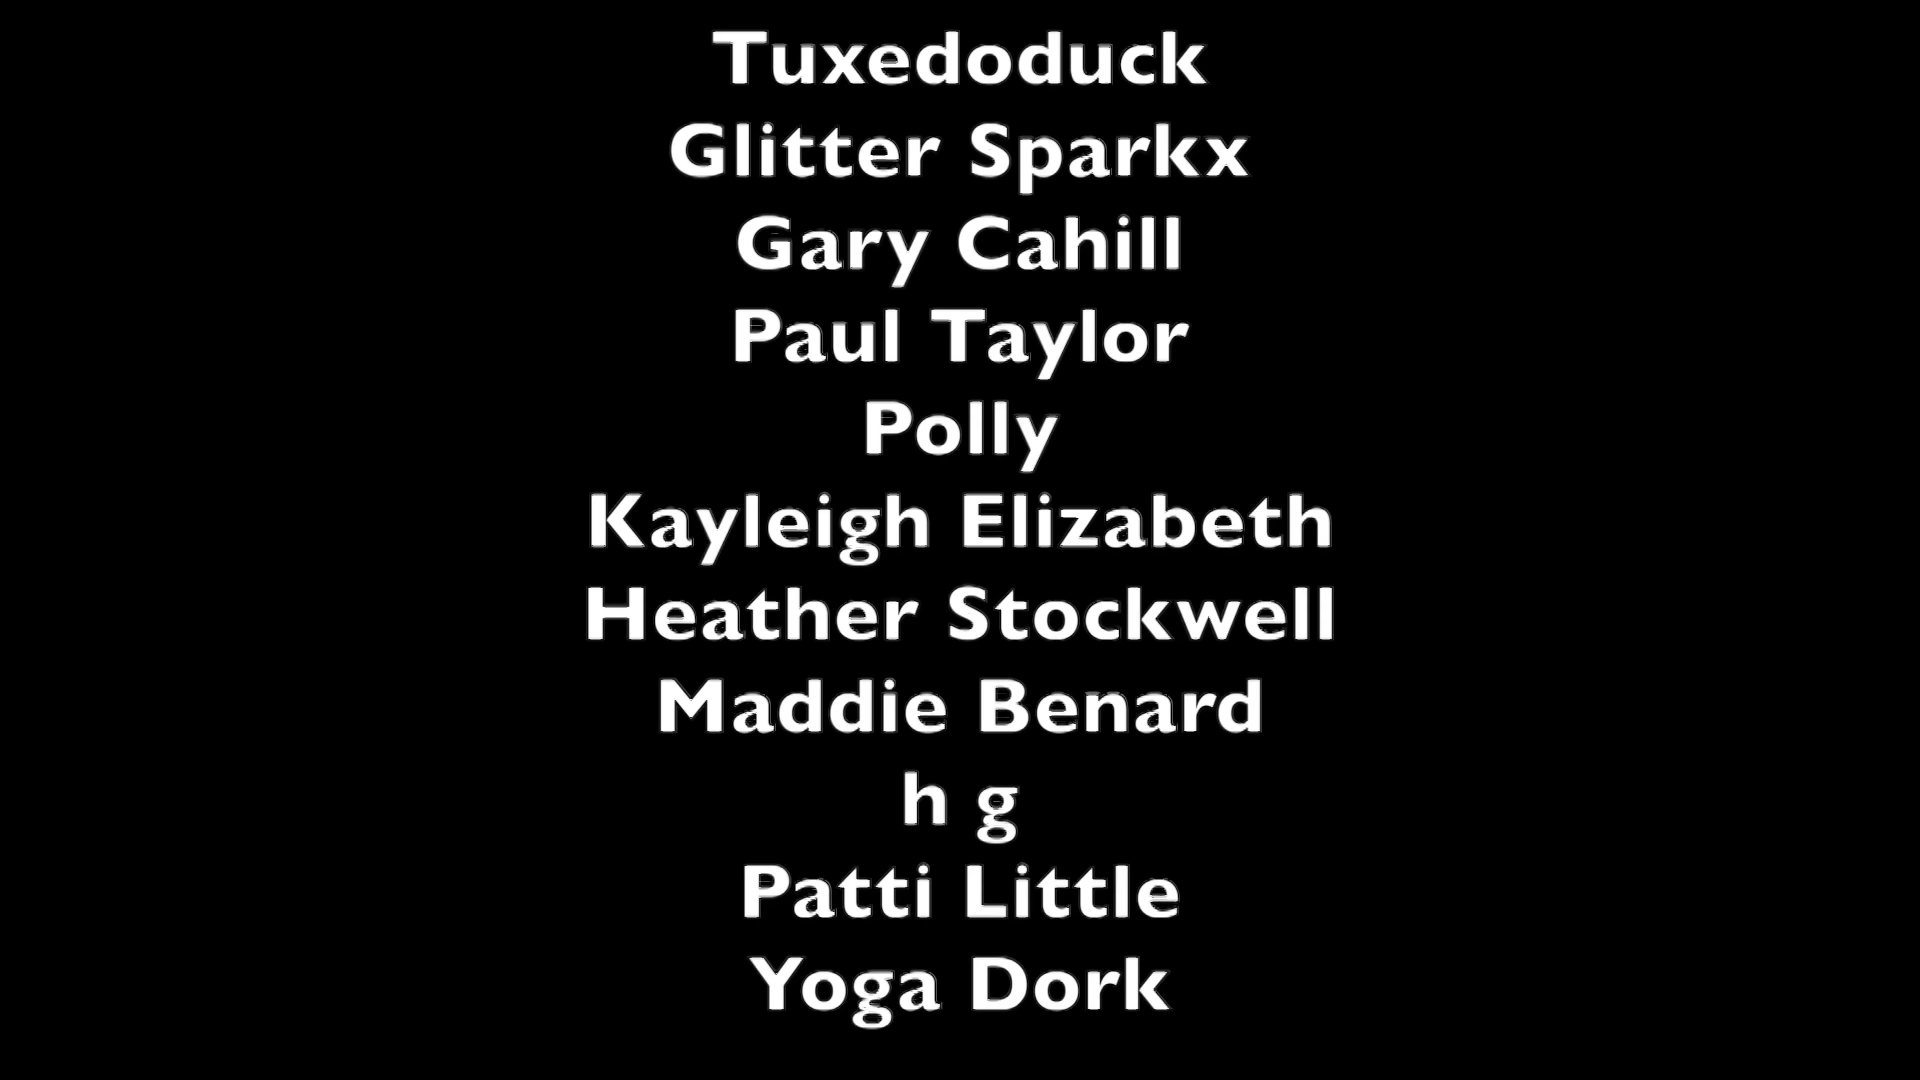 Tuxedoduck
Glitter Sparkx
Gary Cahill
Paul Taylor
Polly
Kayleigh Elizabeth
Heather Stockwell
Maddie Benard
h g
Patti Little
Yoga Dork